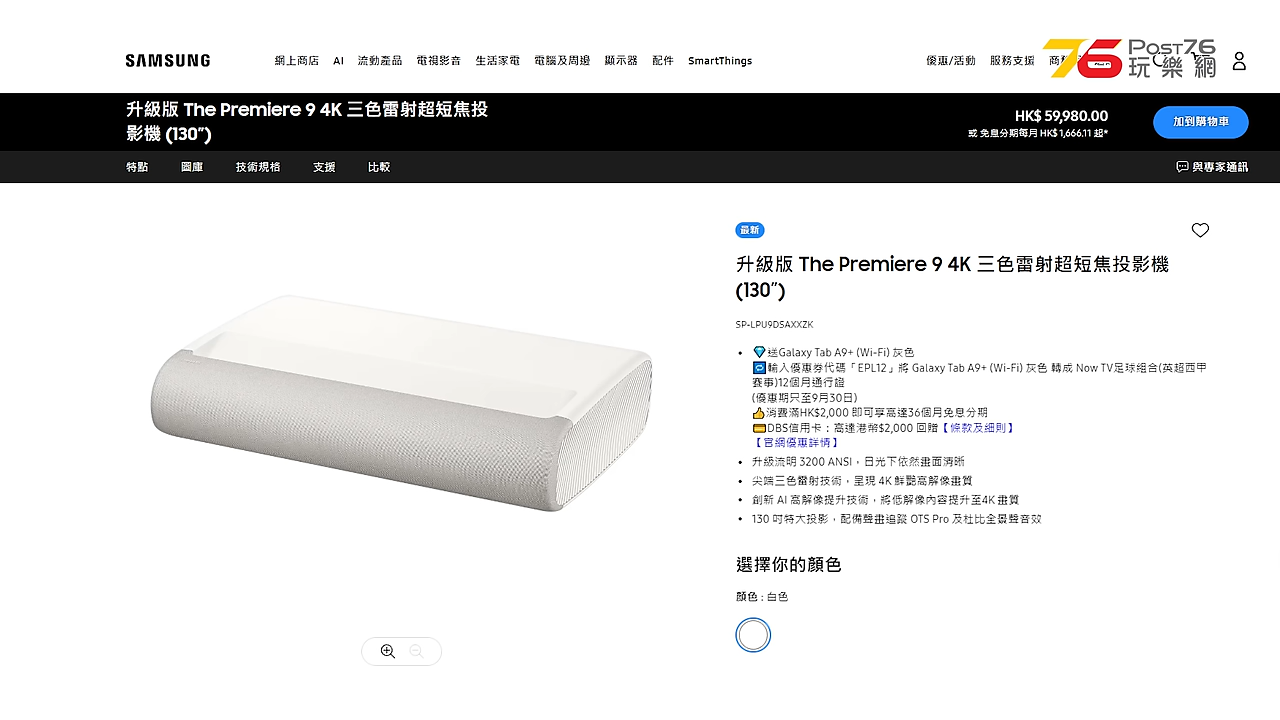 SAMSUNG 網上商店 AI 流動產品 電視影音 生活家電 電腦及周邊 顯示器 配件 SmartThings 優惠/活動 服務支援 商
POST76
玩樂網
升級版 The Premiere 9 4K 三色雷射超短焦投
影機 (130”)
HK$ 59,980.00
或 免息分期每月 HK$ 1,666.11 起*
加到購物車
特點 圖庫 技術規格 支援 比較 與專家通訊
最新
升級版 The Premiere 9 4K 三色雷射超短焦投影機
(130”)
SP-LPU9DSAXXZK
• 💎送Galaxy Tab A9+ (Wi-Fi) 灰色
🔁輸入優惠券代碼「EPL12」將 Galaxy Tab A9+ (Wi-Fi) 灰色 轉成 Now TV足球組合(英超西甲
賽事)12個月通行證
(優惠期只至9月30日)
👍消費滿HK$2,000 即可享高達36個月免息分期
💳DBS信用卡：高達港幣$2,000 回贈【條款及細則】
【官網優惠詳情】
• 升級流明 3200 ANSI，日光下依然畫面清晰
• 尖端三色雷射技術，呈現 4K 鮮艷高解像畫質
• 創新 AI 高解像提升技術，將低解像內容提升至4K 畫質
• 130 吋特大投影，配備聲畫追蹤 OTS Pro 及杜比全景聲音效
選擇你的顏色
顏色 : 白色